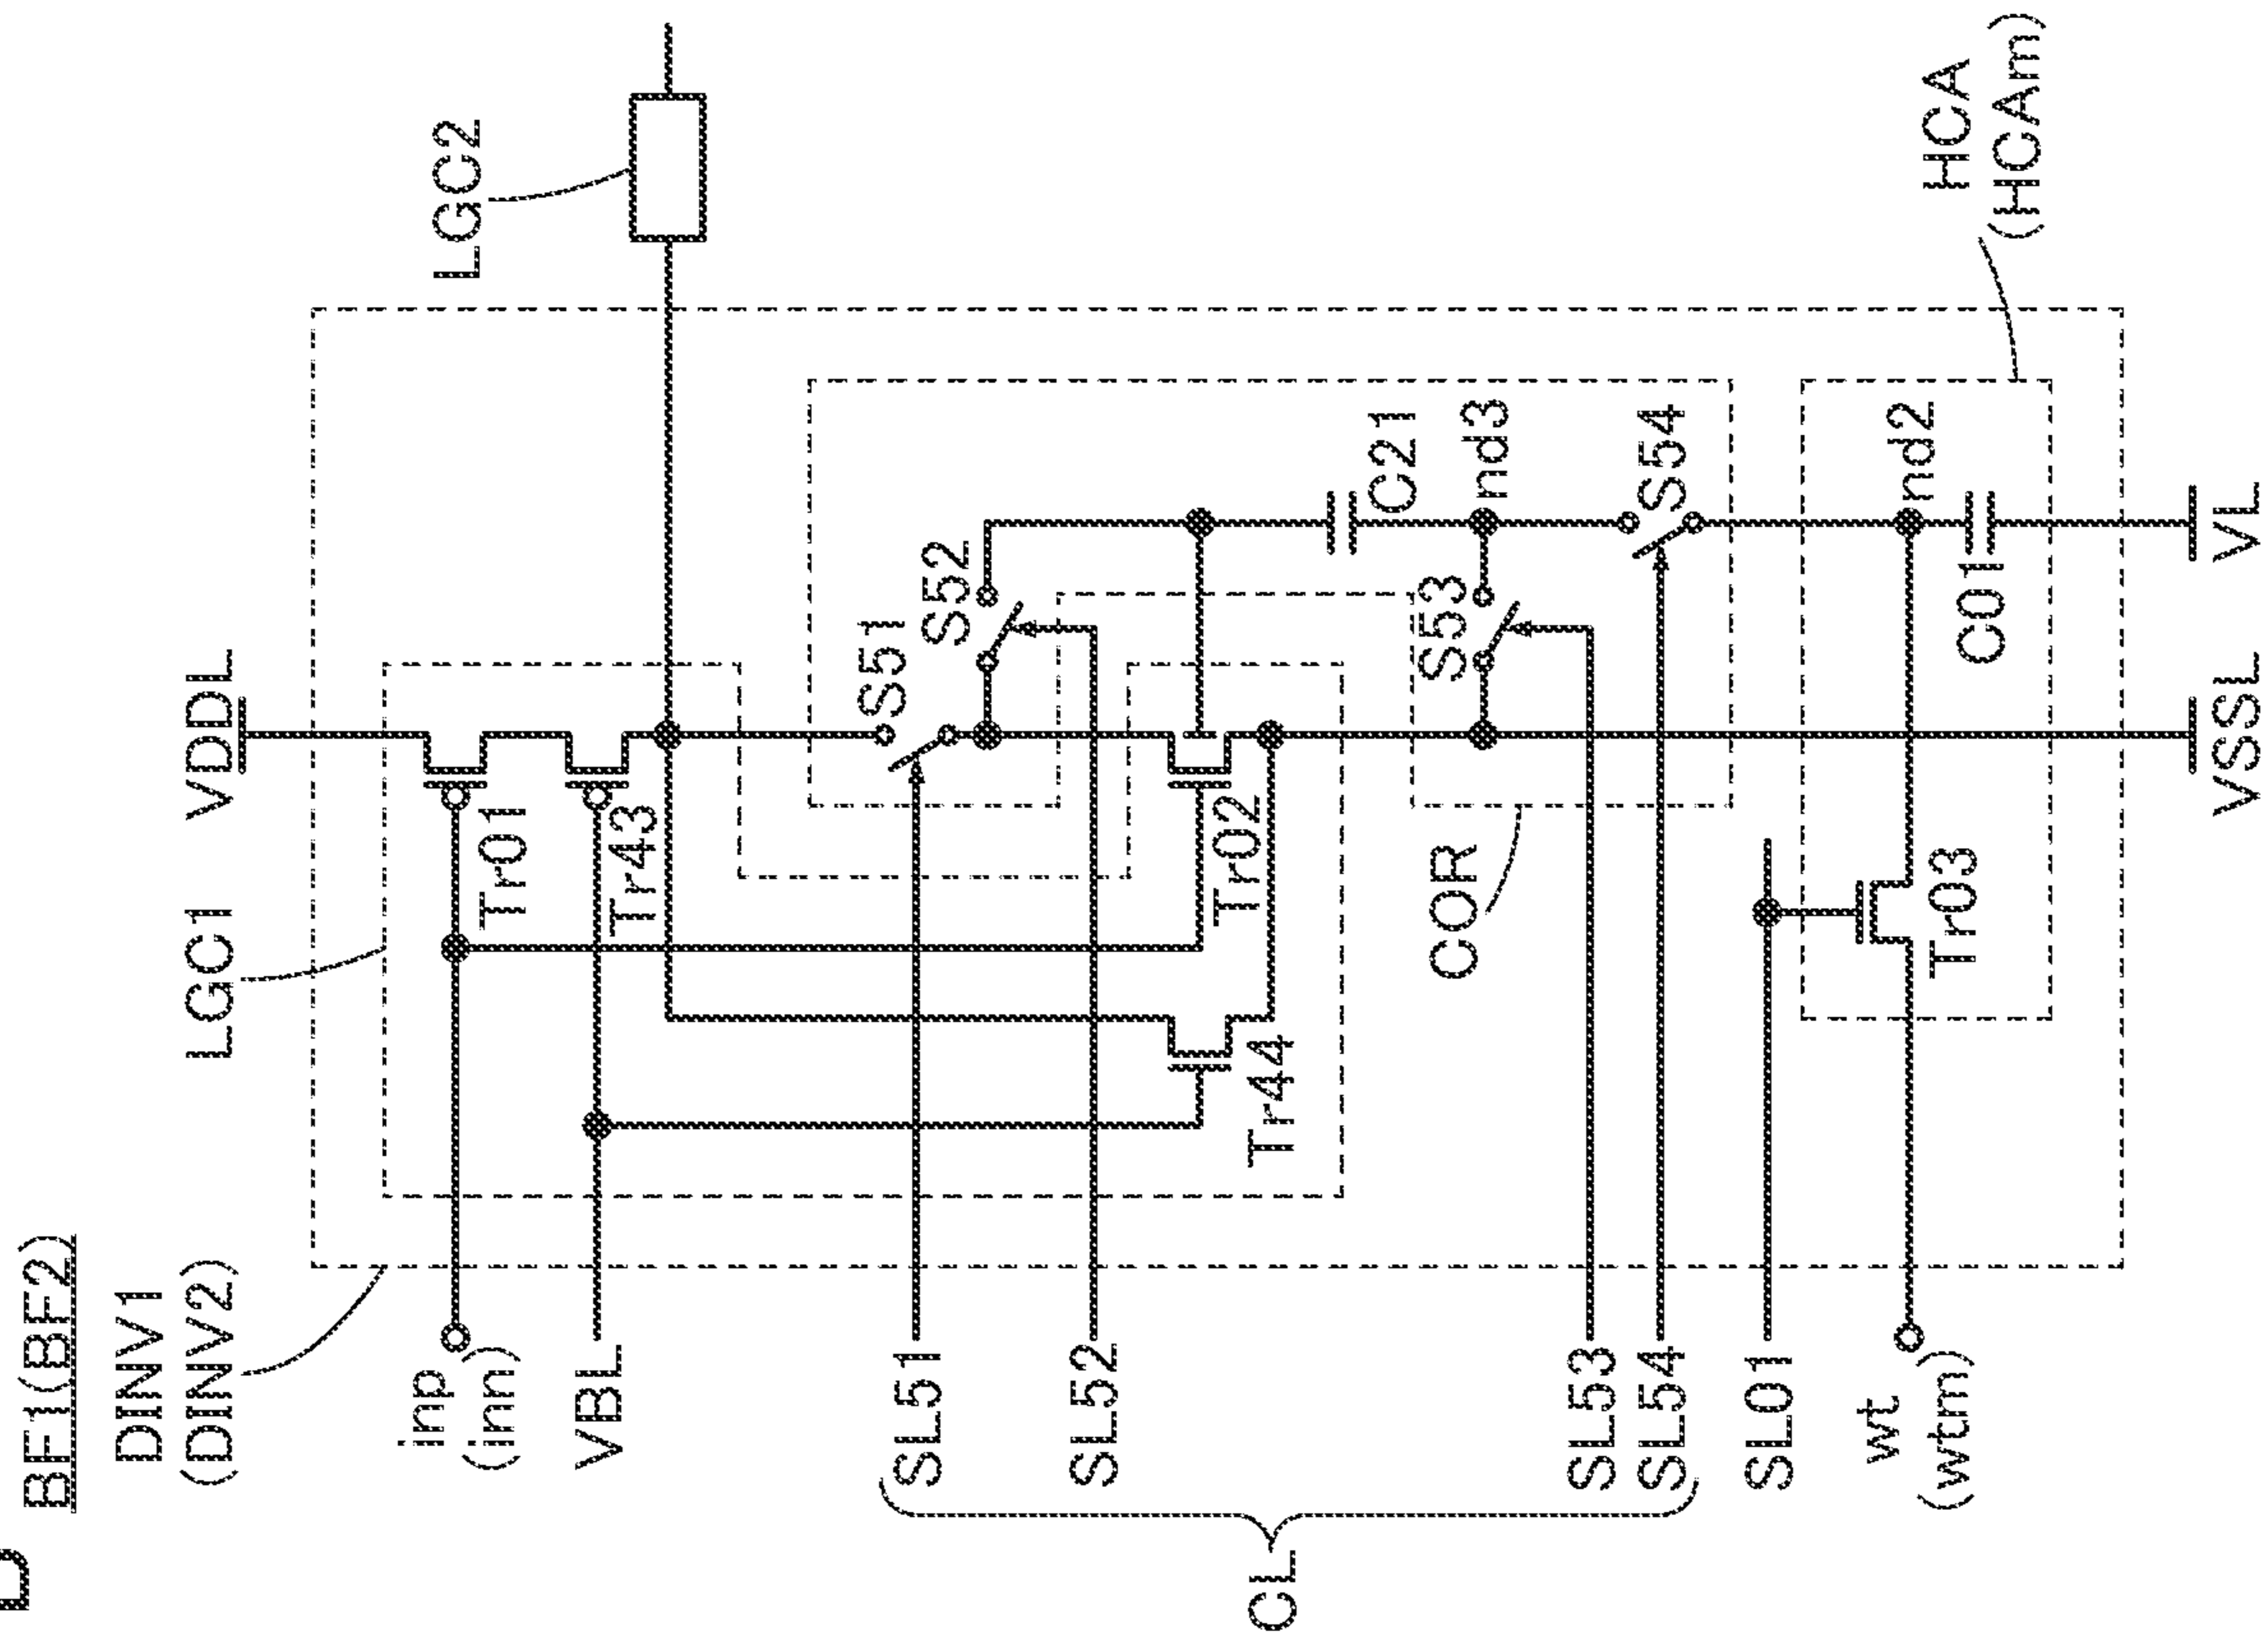 BF1(BF2)
DINV1
(DINV2)
LGC1
VDDL
LGC2
inp
(inn)
VBL
Tr01
Tr43
SL51
S51
S52
SL52
Tr02
Tr44
C21
COR
S53
nd3
SL53
SL54
S54
CL
SL01
wt
(wtm)
Tr03
nd2
C01
HCA
(HCAm)
VSSL
VL